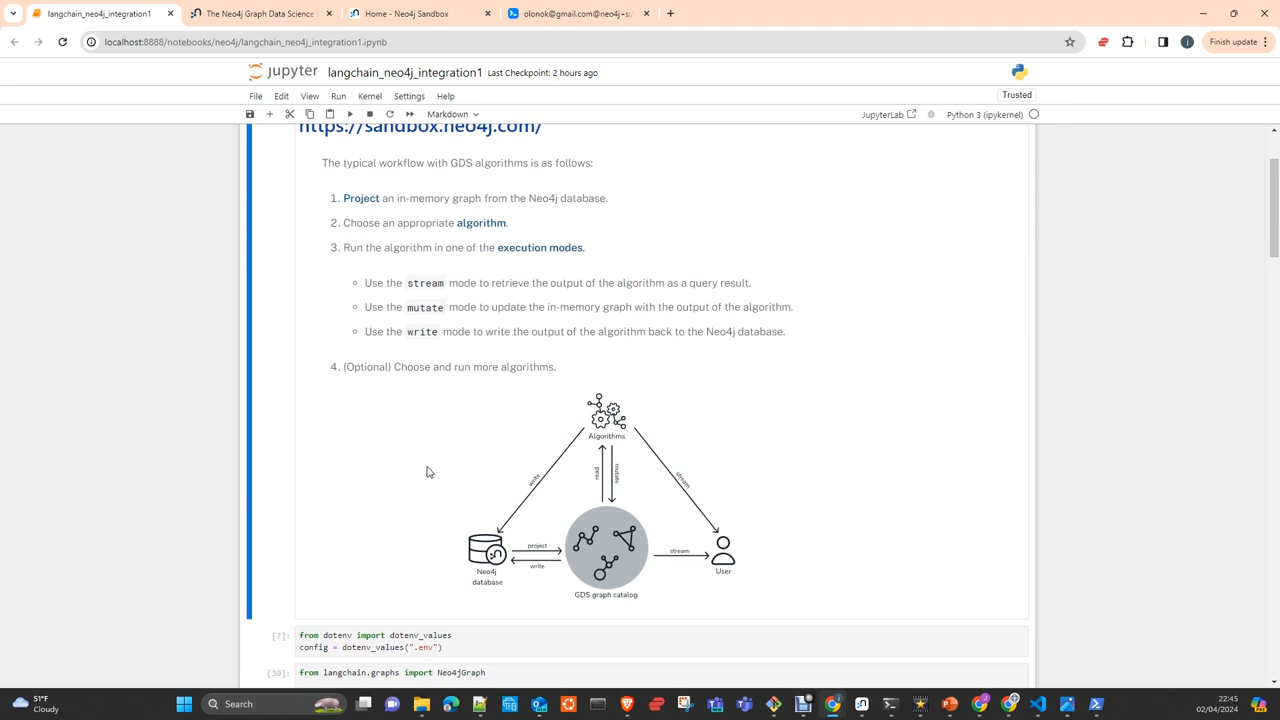 langchain_neo4j_integration1
The Neo4j Graph Data Science
Home - Neo4j Sandbox
olonok@gmail.com@neo4j+s:/
localhost:8888/notebooks/neo4j/langchain_neo4j_integration1.ipynb
Finish update
jupyter
langchain_neo4j_integration1
Last Checkpoint: 2 hours ago
File Edit View Run Kernel Settings Help
Trusted
Markdown
JupyterLab
Python 3 (ipykernel)
https://sandbox.neo4j.com/
The typical workflow with GDS algorithms is as follows:
1. Project an in-memory graph from the Neo4j database.
2. Choose an appropriate algorithm.
3. Run the algorithm in one of the execution modes.
Use the stream mode to retrieve the output of the algorithm as a query result.
Use the mutate mode to update the in-memory graph with the output of the algorithm.
Use the write mode to write the output of the algorithm back to the Neo4j database.
4. (Optional) Choose and run more algorithms.
Algorithms
write
read
mutate
stream
project
write
stream
Neo4j
database
User
GDS graph catalog
[7]:
from dotenv import dotenv_values
config = dotenv_values(".env")
[30]:
from langchain.graphs import Neo4jGraph
51°F
Cloudy
Search
22:45
02/04/2024